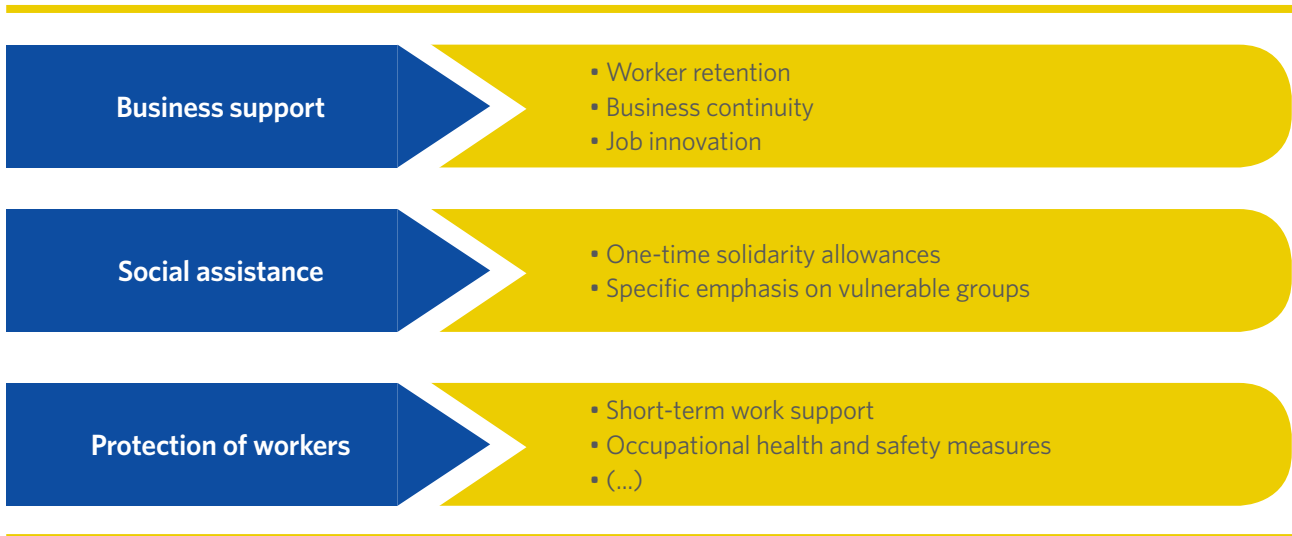 Business support
• Worker retention
• Business continuity
• Job innovation
Social assistance
• One-time solidarity allowances
• Specific emphasis on vulnerable groups
Protection of workers
• Short-term work support
• Occupational health and safety measures
• (...)